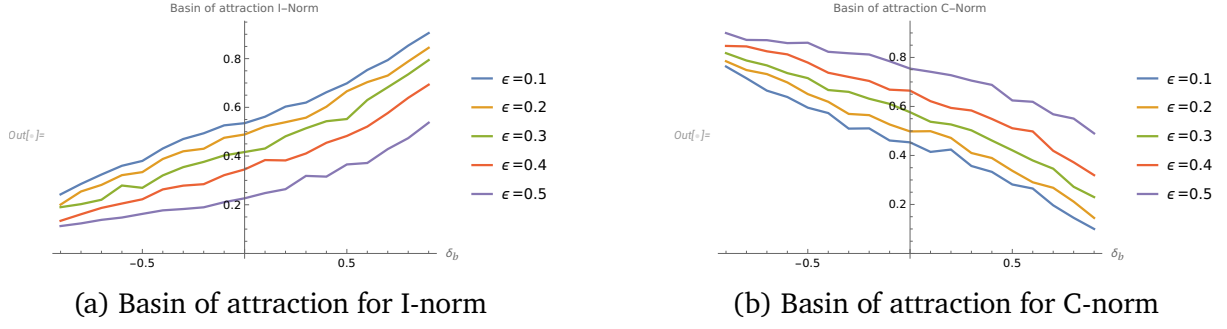 Basin of attraction I–Norm
0.8
0.6
0.4
0.2
−0.5
0.5
δb
Out[•]=
ϵ=0.1
ϵ=0.2
ϵ=0.3
ϵ=0.4
ϵ=0.5
(a) Basin of attraction for I-norm
Basin of attraction C–Norm
0.8
0.6
0.4
0.2
−0.5
0.5
δb
Out[•]=
ϵ=0.1
ϵ=0.2
ϵ=0.3
ϵ=0.4
ϵ=0.5
(b) Basin of attraction for C-norm